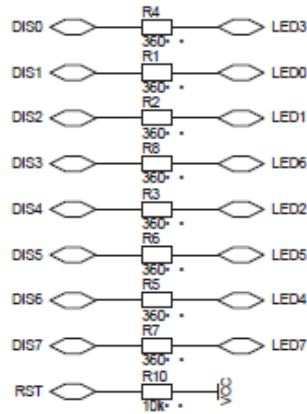 R4
DIS0 LED3
360
R1
DIS1 LED0
360
R2
DIS2 LED1
360
R8
DIS3 LED6
360
R3
DIS4 LED2
360
R6
DIS5 LED5
360
R5
DIS6 LED4
360
R7
DIS7 LED7
360
R10
RST VCC
10k